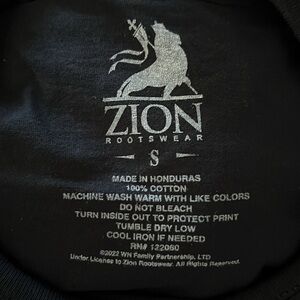 ZION
ROOTSWEAR
S
MADE IN HONDURAS
100% COTTON
MACHINE WASH WARM WITH LIKE COLORS
DO NOT BLEACH
TURN INSIDE OUT TO PROTECT PRINT
TUMBLE DRY LOW
COOL IRON IF NEEDED
RN# 122060
©2022 WN Family Partnership, LTD
Under License to Zion Rootswear. All Rights Reserved.